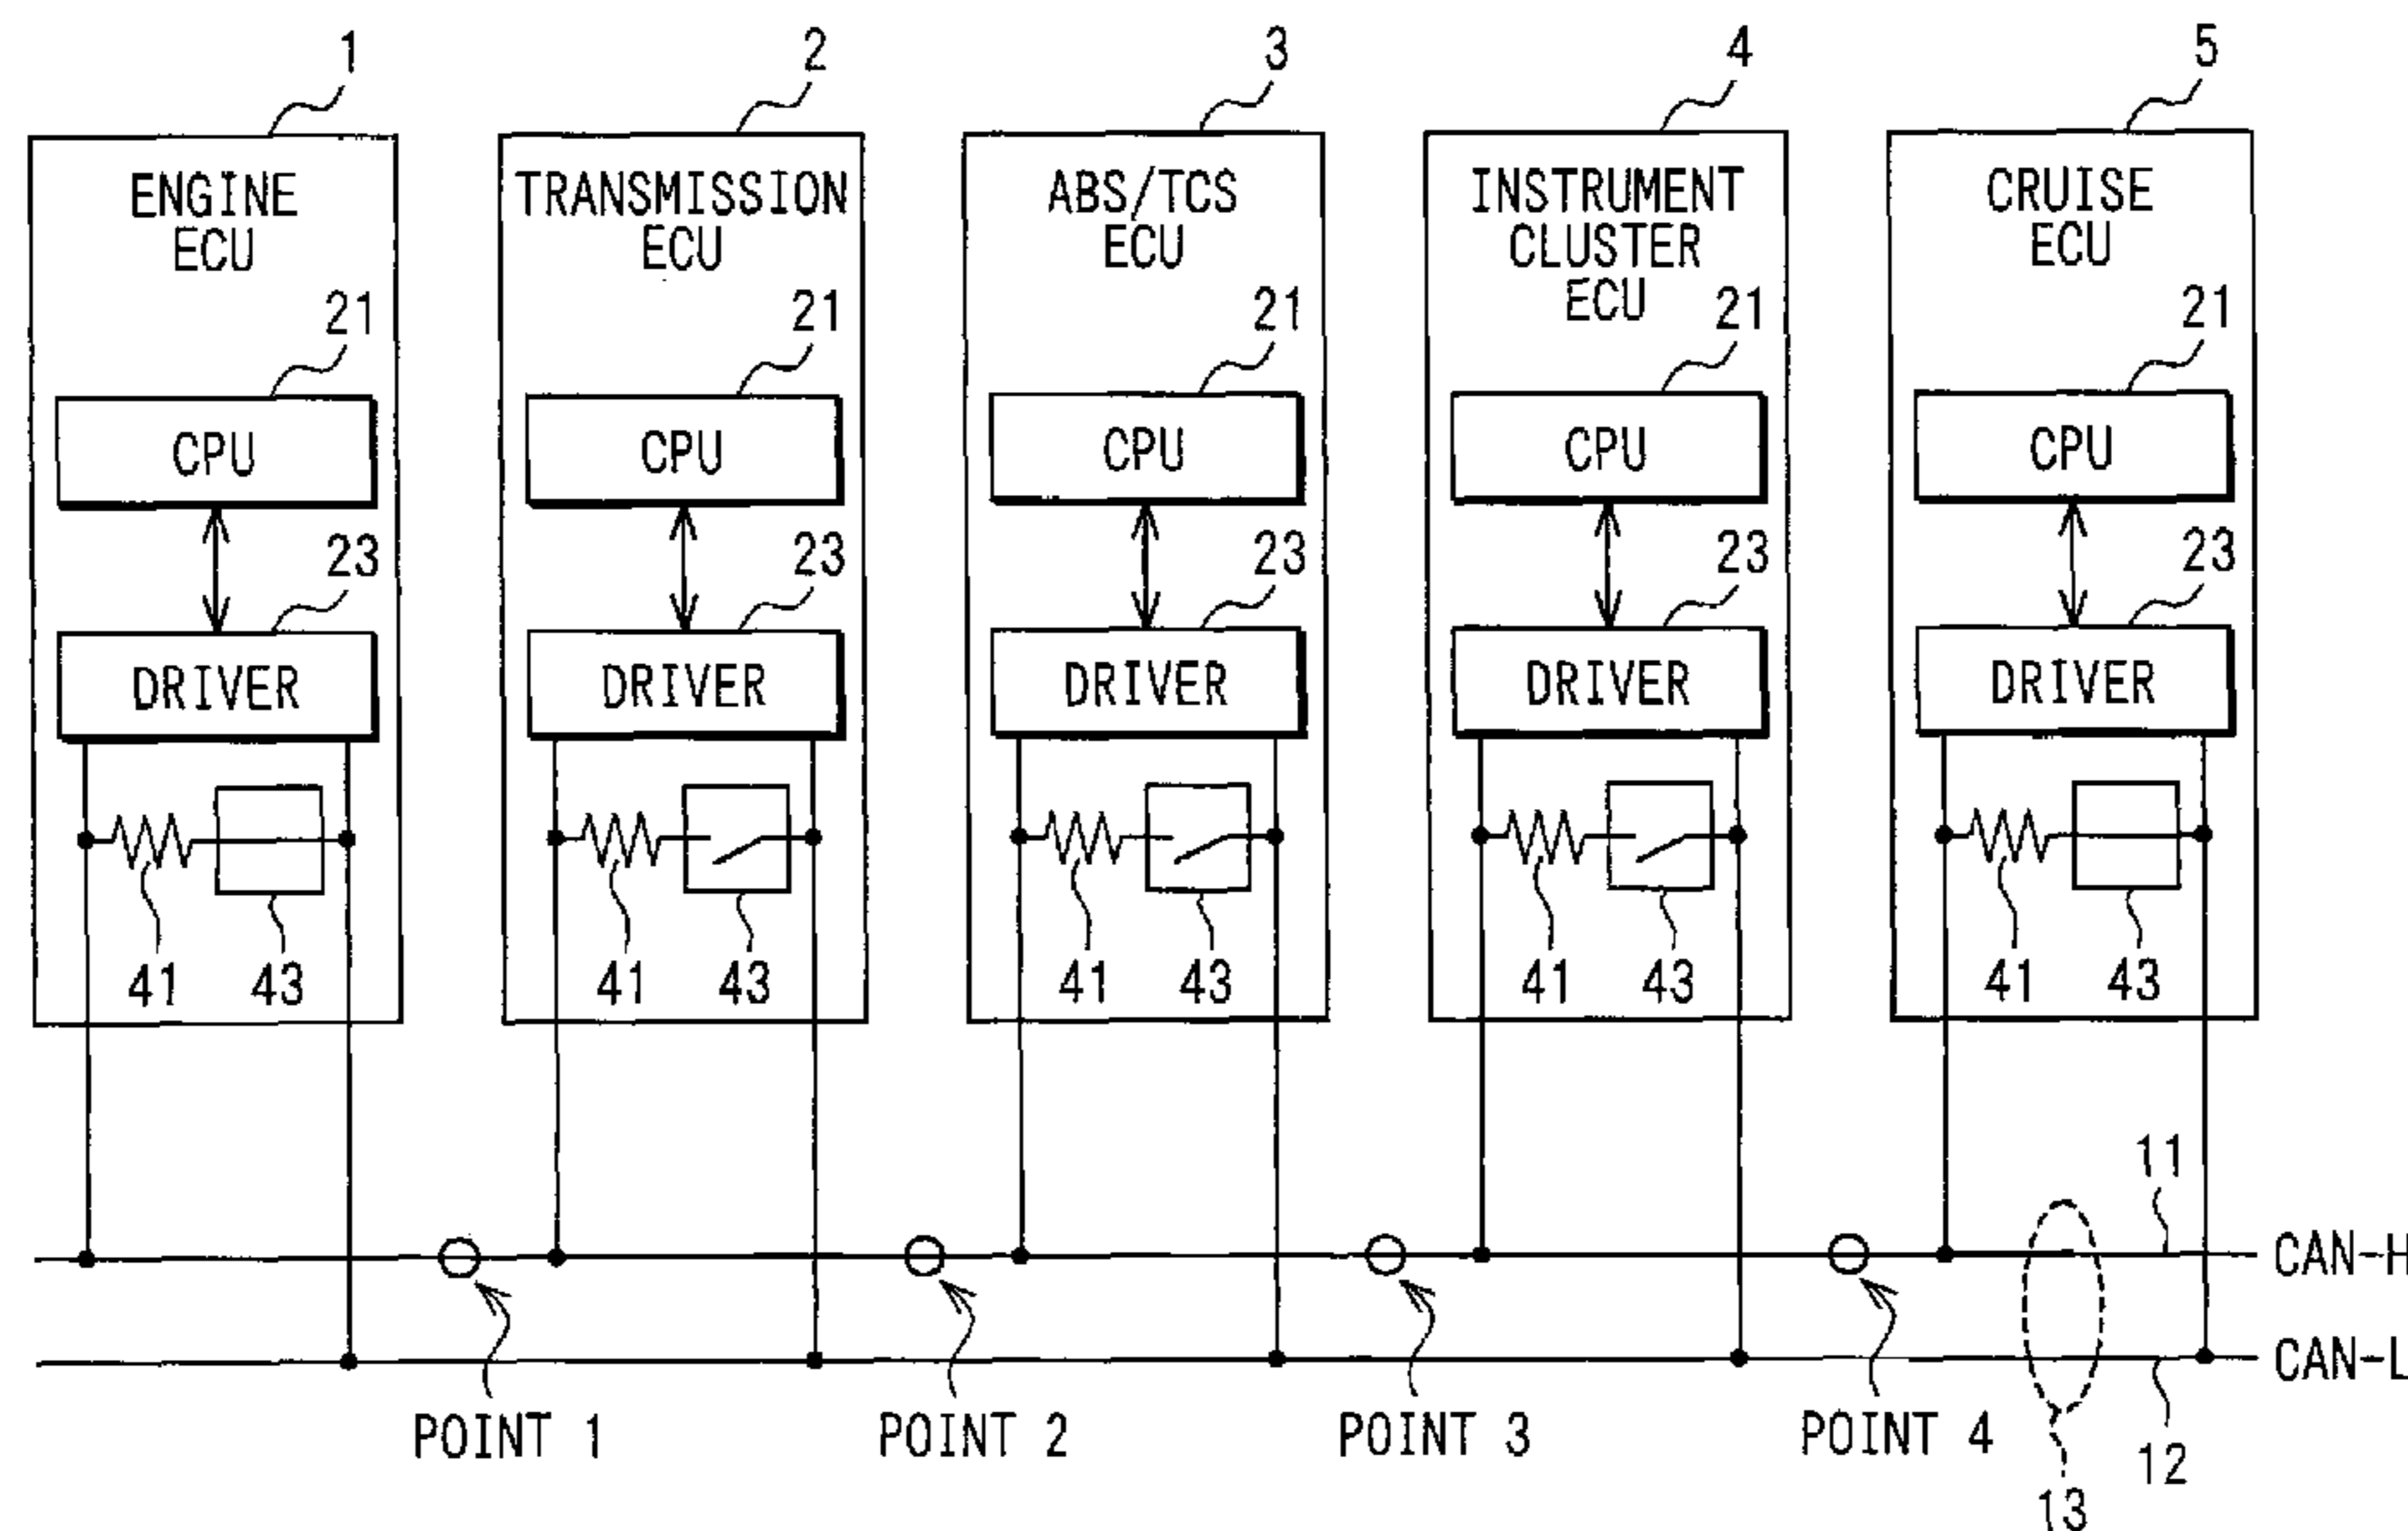 1 2 3 4 5
ENGINE
ECU
TRANSMISSION
ECU
ABS/TCS
ECU
INSTRUMENT
CLUSTER
ECU
CRUISE
ECU
21 21 21 21 21
CPU CPU CPU CPU CPU
23 23 23 23 23
DRIVER DRIVER DRIVER DRIVER DRIVER
41 43 41 43 41 43 41 43 41 43
11
CAN-H
CAN-L
POINT 1 POINT 2 POINT 3 POINT 4
12
13